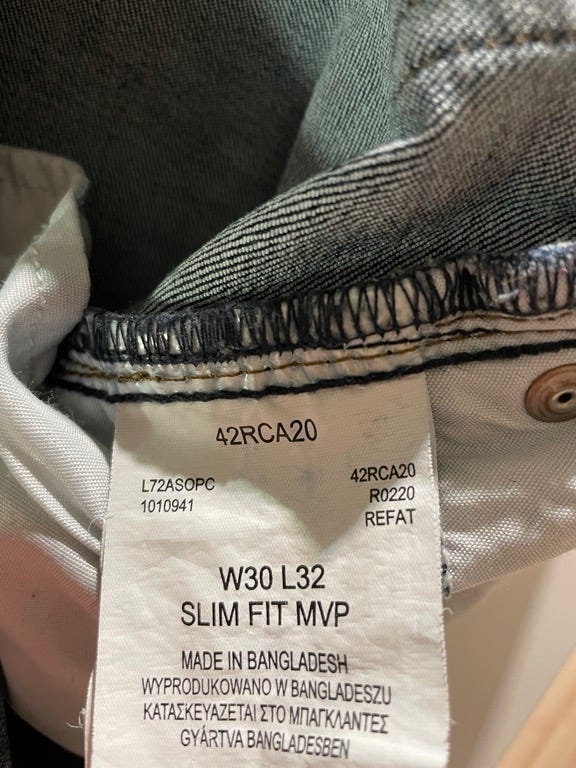 42RCA20
L72ASOPC
1010941
42RCA20
R0220
REFAT
W30 L32
SLIM FIT MVP
MADE IN BANGLADESH
WYPRODUKOWANO W BANGLADESZU
ΚΑΤΑΣΚΕΥΑΖΕΤΑΙ ΣΤΟ ΜΠΑΓΚΛΑΝΤΕΣ
GYÁRTVA BANGLADESBEN